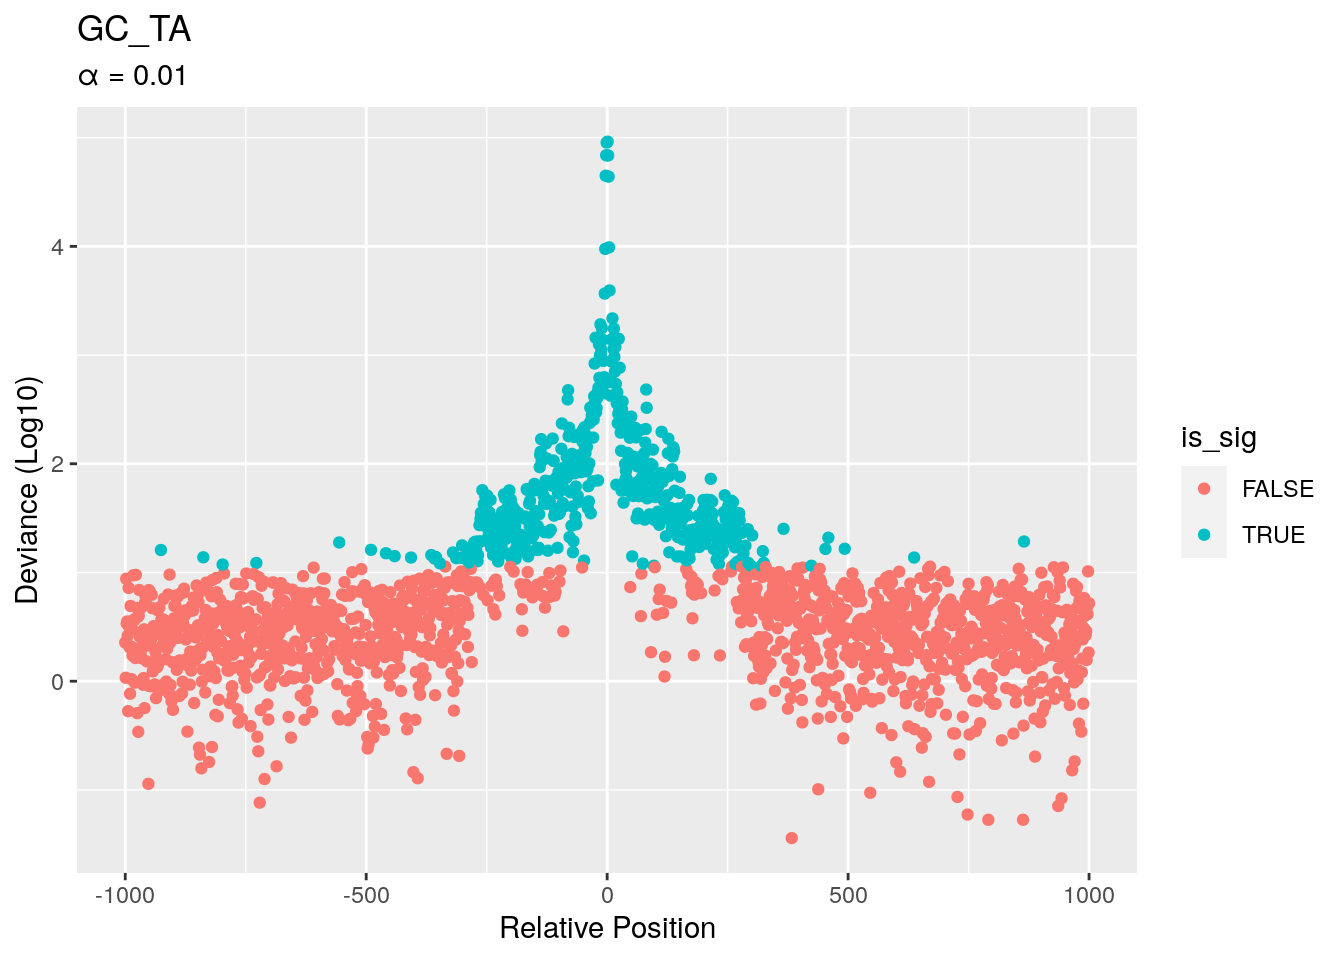 GC_TA
α = 0.01
Deviance (Log10)
4
2
0
-1000
-500
0
500
1000
Relative Position
is_sig
FALSE
TRUE